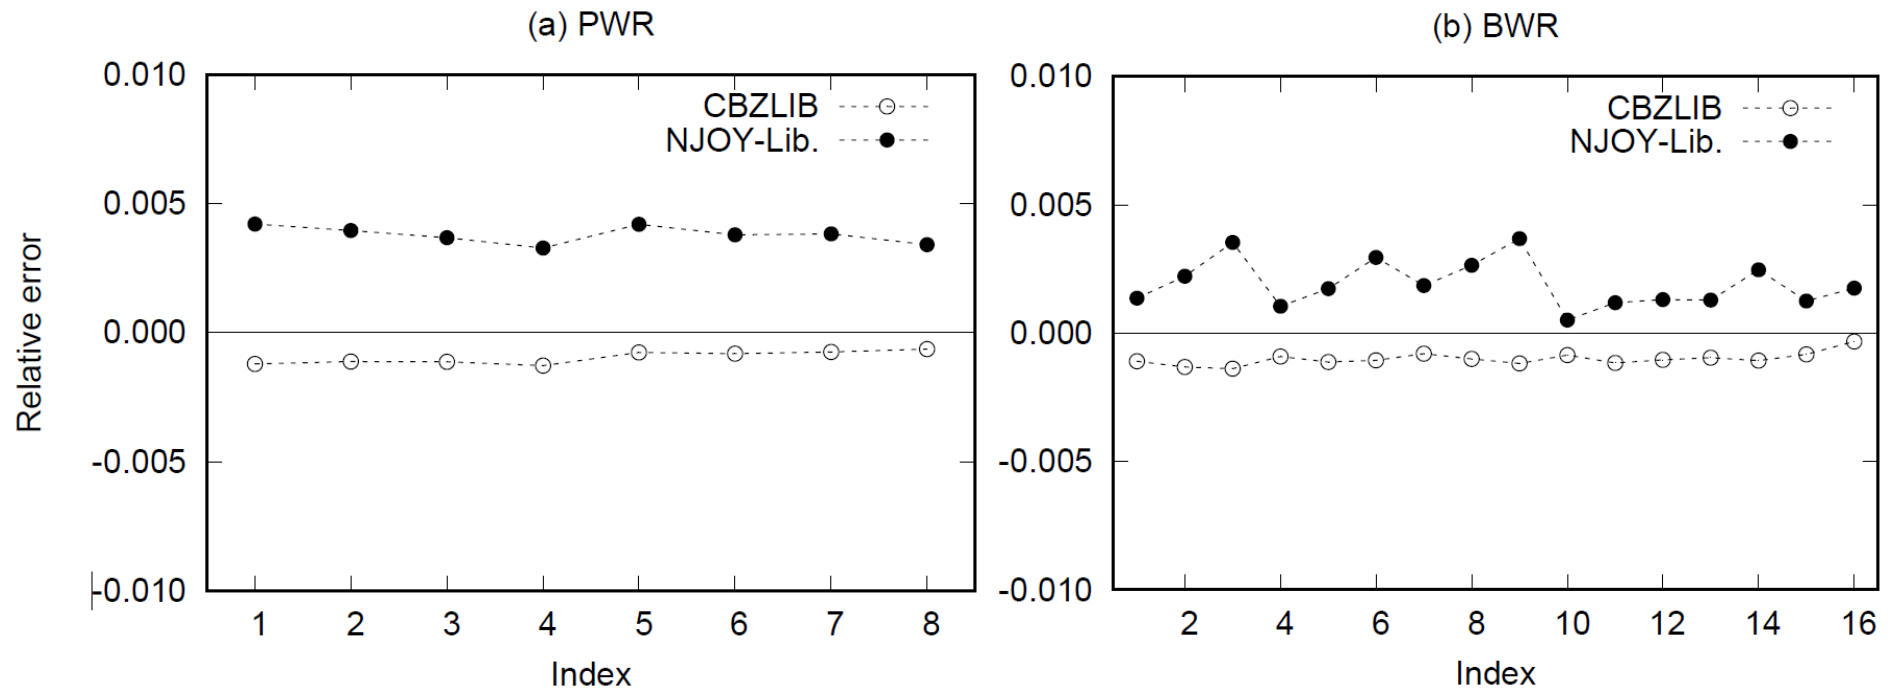 (a) PWR
0.010
0.005
0.000
-0.005
-0.010
Relative error
CBZLIB
NJOY-Lib.
1 2 3 4 5 6 7 8
Index
(b) BWR
0.010
0.005
0.000
-0.005
-0.010
CBZLIB
NJOY-Lib.
2 4 6 8 10 12 14 16
Index